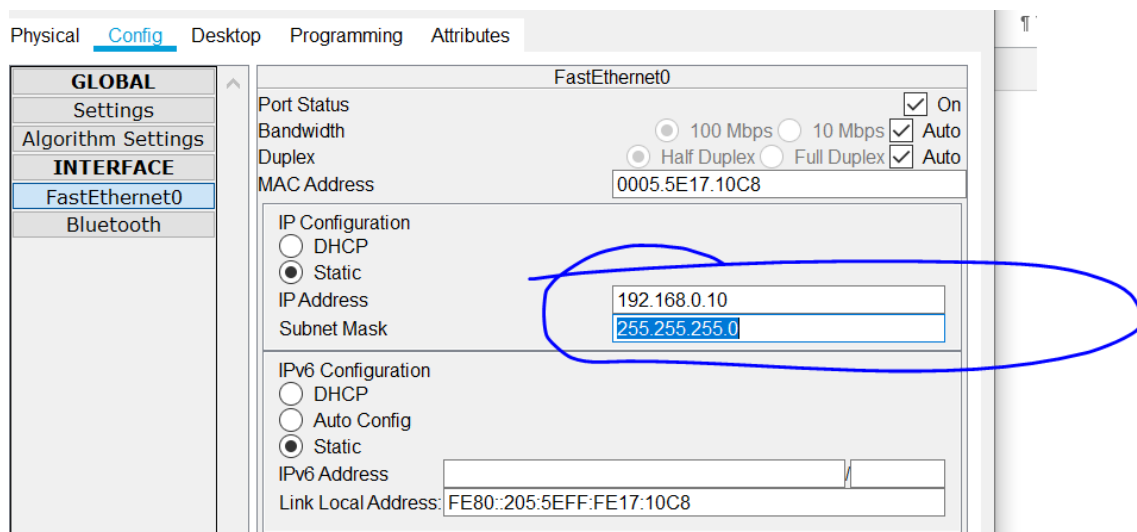 Physical Config Desktop Programming Attributes
GLOBAL
Settings
Algorithm Settings
INTERFACE
FastEthernet0
Bluetooth
FastEthernet0
Port Status On
Bandwidth 100 Mbps 10 Mbps Auto
Duplex Half Duplex Full Duplex Auto
MAC Address 0005.5E17.10C8
IP Configuration
DHCP
Static
IP Address 192.168.0.10
Subnet Mask 255.255.255.0
IPv6 Configuration
DHCP
Auto Config
Static
IPv6 Address /
Link Local Address: FE80::205:5EFF:FE17:10C8
¶